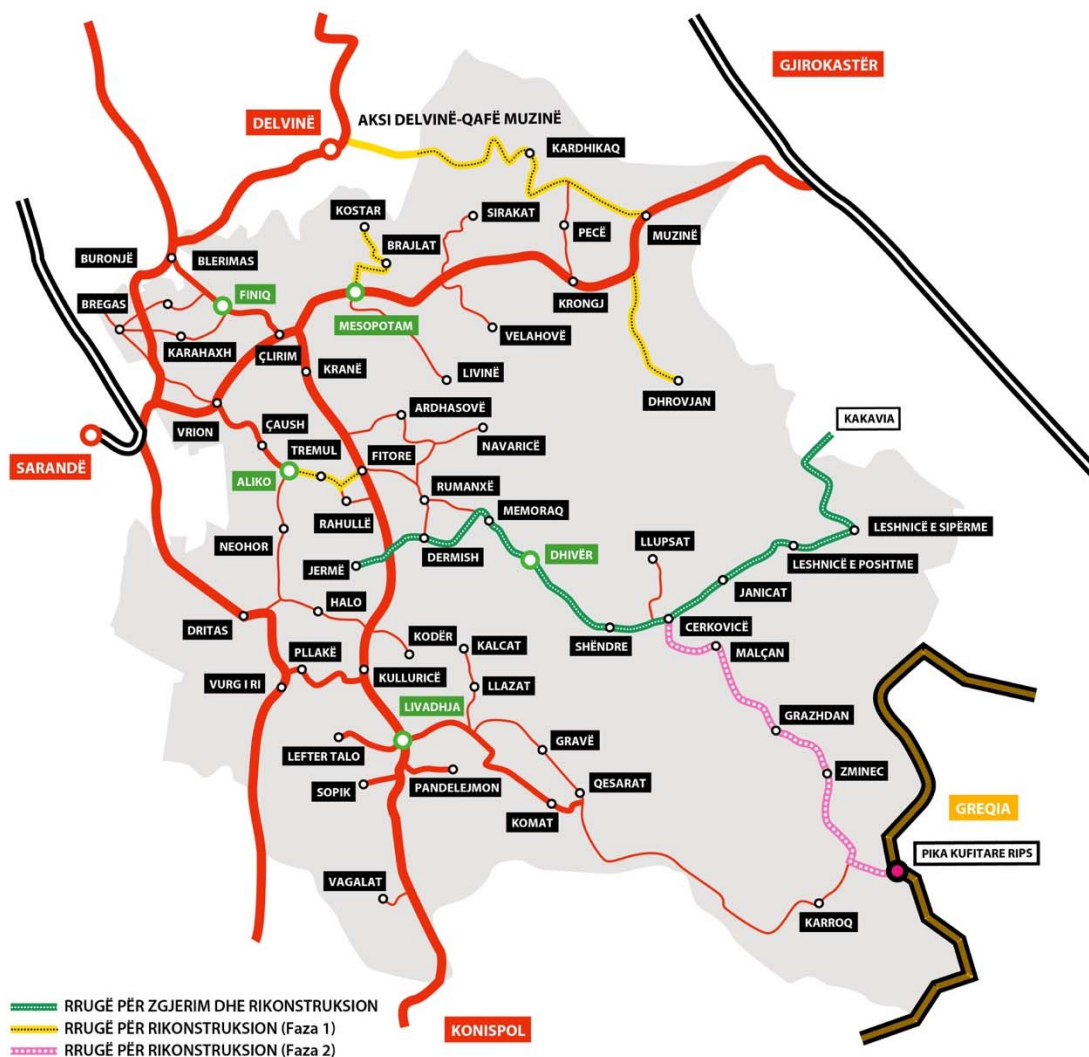 GJIROKASTËR
DELVINË
AKSI DELVINË-QAFË MUZINË
KARDHIKAQ
KOSTAR
SIRAKAT
PECË
MUZINË
BRAJLAT
BURONJË
BLERIMAS
FINIQ
BREGAS
KRONGJ
MESOPOTAM
VELAHOVË
KARAHAXH
ÇLIRIM
KRANË
LIVINË
DHROVJAN
ARDHASOVË
KAKAVIA
VRION
ÇAUSH
NAVARICË
TREMUL
FITORE
SARANDË
ALIKO
RUMANXË
RAHULLË
MEMORAQ
LESHNICË E SIPËRME
NEOHOR
LLUPSAT
DERMISH
DHIVËR
LESHNICË E POSHTME
JERMË
JANICAT
HALO
DRITAS
CERKOVICË
KODËR
KALCAT
SHËNDRE
MALÇAN
PLLAKË
KULLURICË
VURG I RI
LLAZAT
LIVADHJA
GRAZHDAN
LEFTER TALO
GRAVË
ZMINEC
SOPIK
PANDELEJMON
QESARAT
GREQIA
KOMAT
PIKA KUFITARE RIPS
VAGALAT
KARROQ
RRUGË PËR ZGJERIM DHE RIKONSTRUKSION
RRUGË PËR RIKONSTRUKSION (Faza 1)
KONISPOL
RRUGË PËR RIKONSTRUKSION (Faza 2)